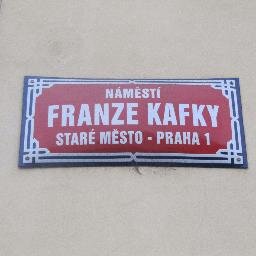 NÁMĚSTÍ
FRANZE KAFKY
STARÉ MĚSTO - PRAHA 1